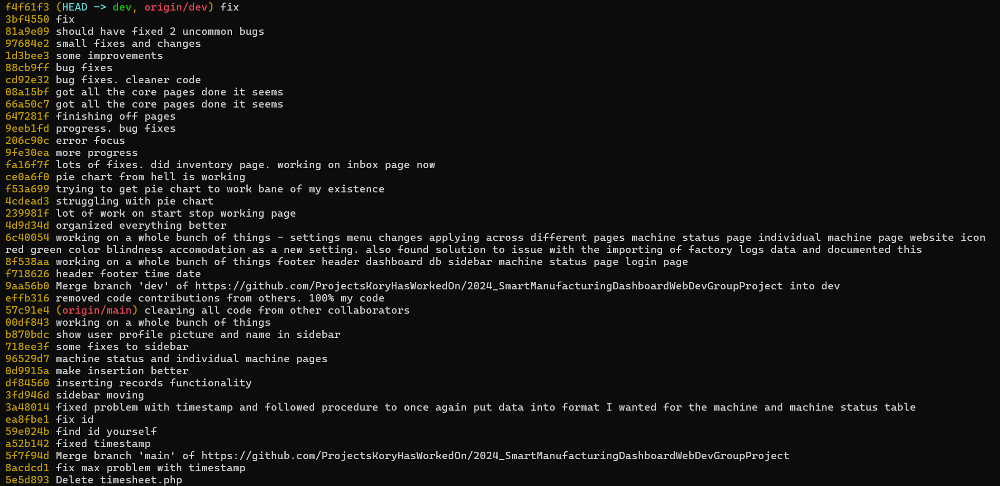 f4f61f3 (HEAD -> dev, origin/dev) fix
3bf4550 fix
81a9e09 should have fixed 2 uncommon bugs
97684e2 small fixes and changes
1d3bee3 some improvements
88cb9ff bug fixes
cd92e32 bug fixes. cleaner code
08a15bf got all the core pages done it seems
66a50c7 got all the core pages done it seems
647281f finishing off pages
9eeb1fd progress. bug fixes
206c90c error focus
9fe30ea more progress
fa16f7f lots of fixes. did inventory page. working on inbox page now
ce0a6f0 pie chart from hell is working
f53a699 trying to get pie chart to work bane of my existence
4cdead3 struggling with pie chart
239981f lot of work on start stop working page
4d9d34d organized everything better
6c40054 working on a whole bunch of things - settings menu changes applying across different pages machine status page individual machine page website icon
red green color blindness accomodation as a new setting. also found solution to issue with the importing of factory logs data and documented this
8f538aa working on a whole bunch of things footer header dashboard db sidebar machine status page login page
f718626 header footer time date
9aa56b0 Merge branch 'dev' of https://github.com/ProjectsKoryHasWorkedOn/2024_SmartManufacturingDashboardWebDevGroupProject into dev
effb316 removed code contributions from others. 100% my code
57c91e4 (origin/main) clearing all code from other collaborators
00df843 working on a whole bunch of things
b870bdc show user profile picture and name in sidebar
718ee3f some fixes to sidebar
96529d7 machine status and individual machine pages
0d9915a make insertion better
df84560 inserting records functionality
3fd946d sidebar moving
3a48014 fixed problem with timestamp and followed procedure to once again put data into format I wanted for the machine and machine status table
ea8fbe1 fix id
59e024b find id yourself
a52b142 fixed timestamp
5f7f94d Merge branch 'main' of https://github.com/ProjectsKoryHasWorkedOn/2024_SmartManufacturingDashboardWebDevGroupProject
8acdcd1 fix max problem with timestamp
5e5d893 Delete timesheet.php